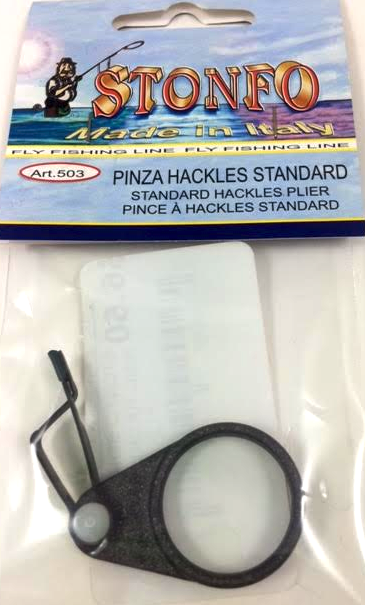 STONFO
Made in Italy
FLY FISHING LINE FLY FISHING LINE
Art.503
PINZA HACKLES STANDARD
STANDARD HACKLES PLIER
PINCE À HACKLES STANDARD